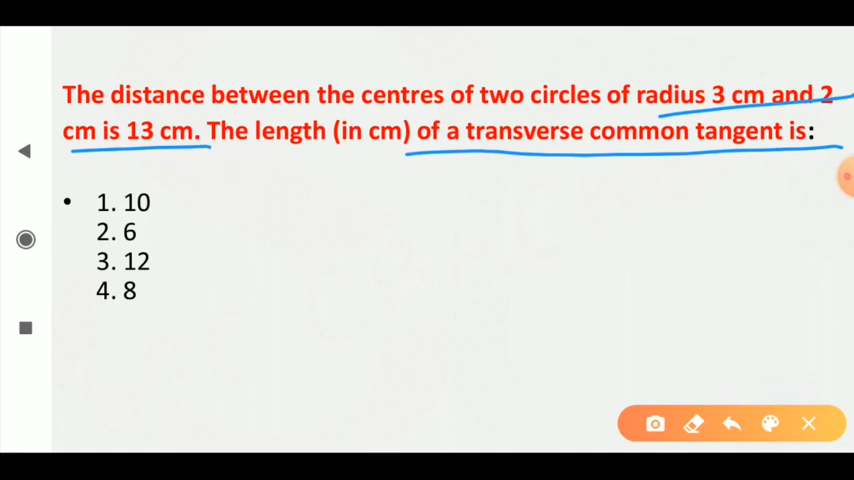 The distance between the centres of two circles of radius 3 cm and 2
cm is 13 cm. The length (in cm) of a transverse common tangent is:
• 1. 10
2. 6
3. 12
4. 8